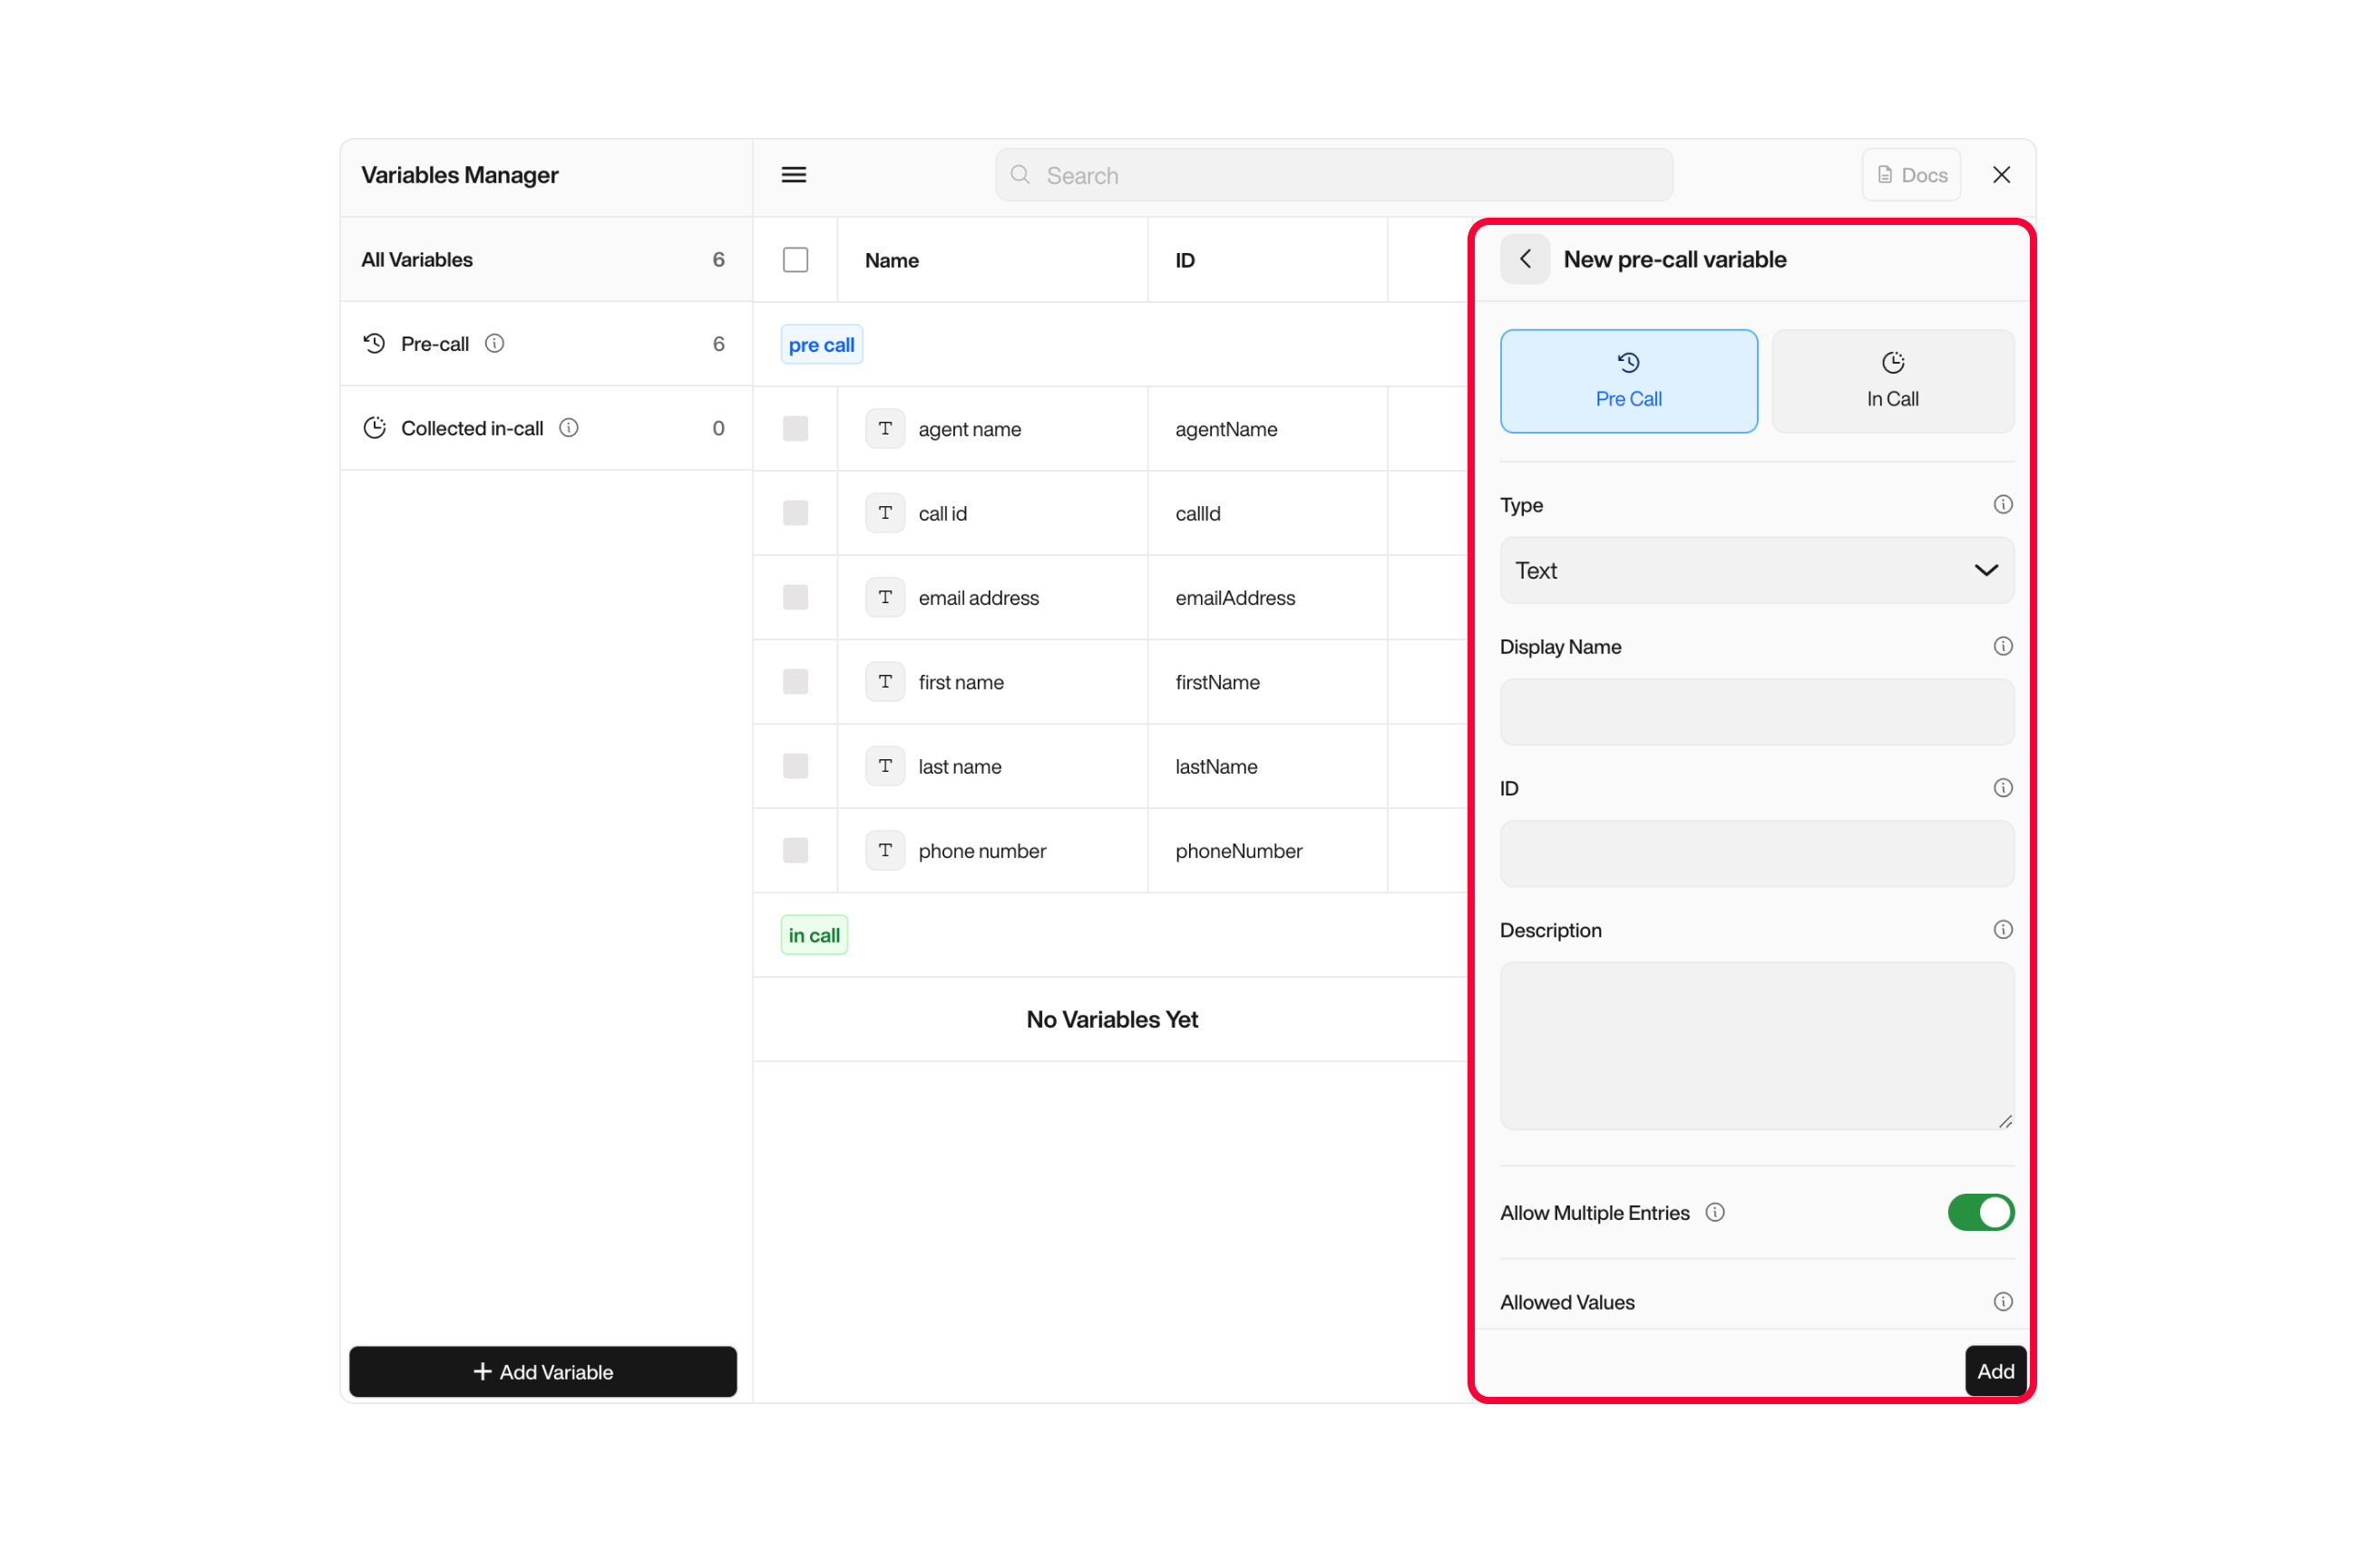 Variables Manager
Search
Docs
All Variables 6
Pre-call 6
Collected in-call 0
Add Variable
Name ID
pre call
T agent name agentName
T call id callId
T email address emailAddress
T first name firstName
T last name lastName
T phone number phoneNumber
in call
No Variables Yet
New pre-call variable
Pre Call In Call
Type
Text
Display Name
ID
Description
Allow Multiple Entries
Allowed Values
Add